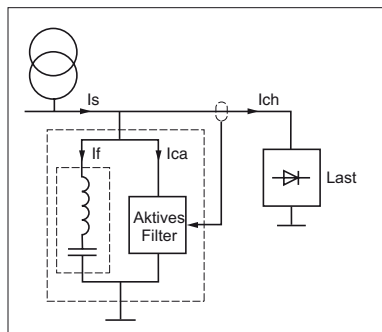 Is
Ich
If
Ica
Last
Aktives
Filter